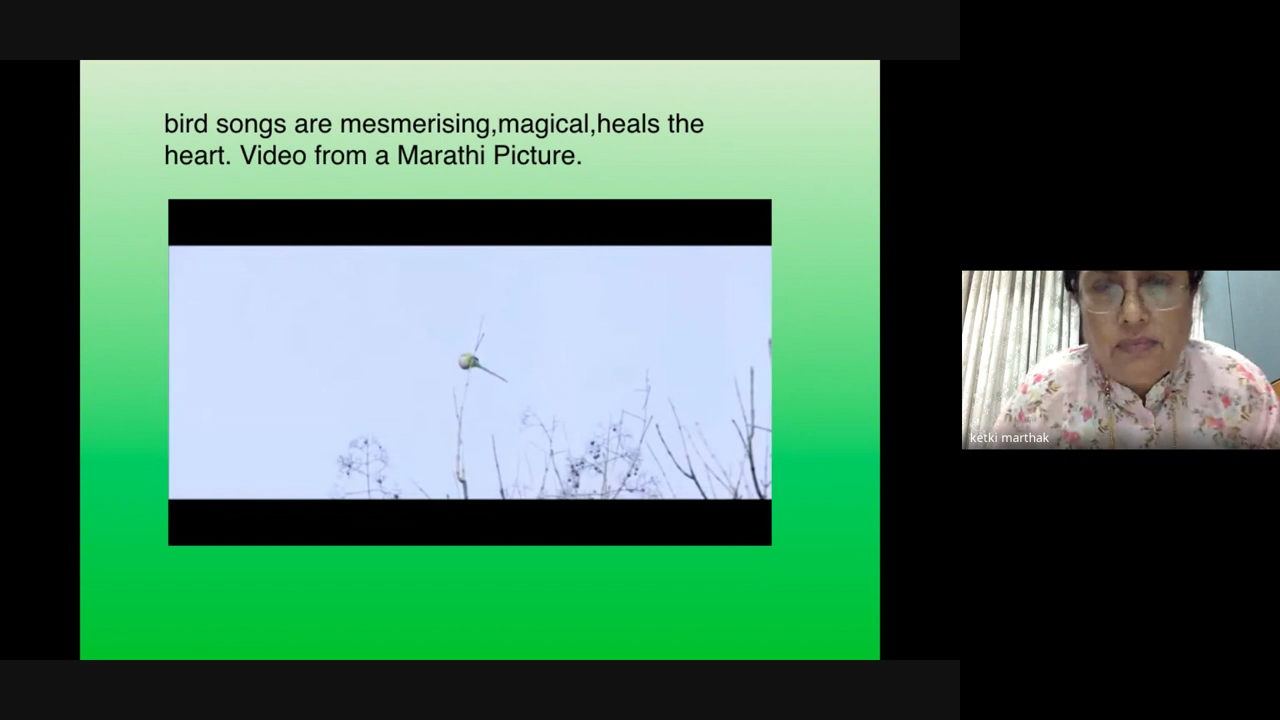 bird songs are mesmerising,magical,heals the
heart. Video from a Marathi Picture.
ketki marthak